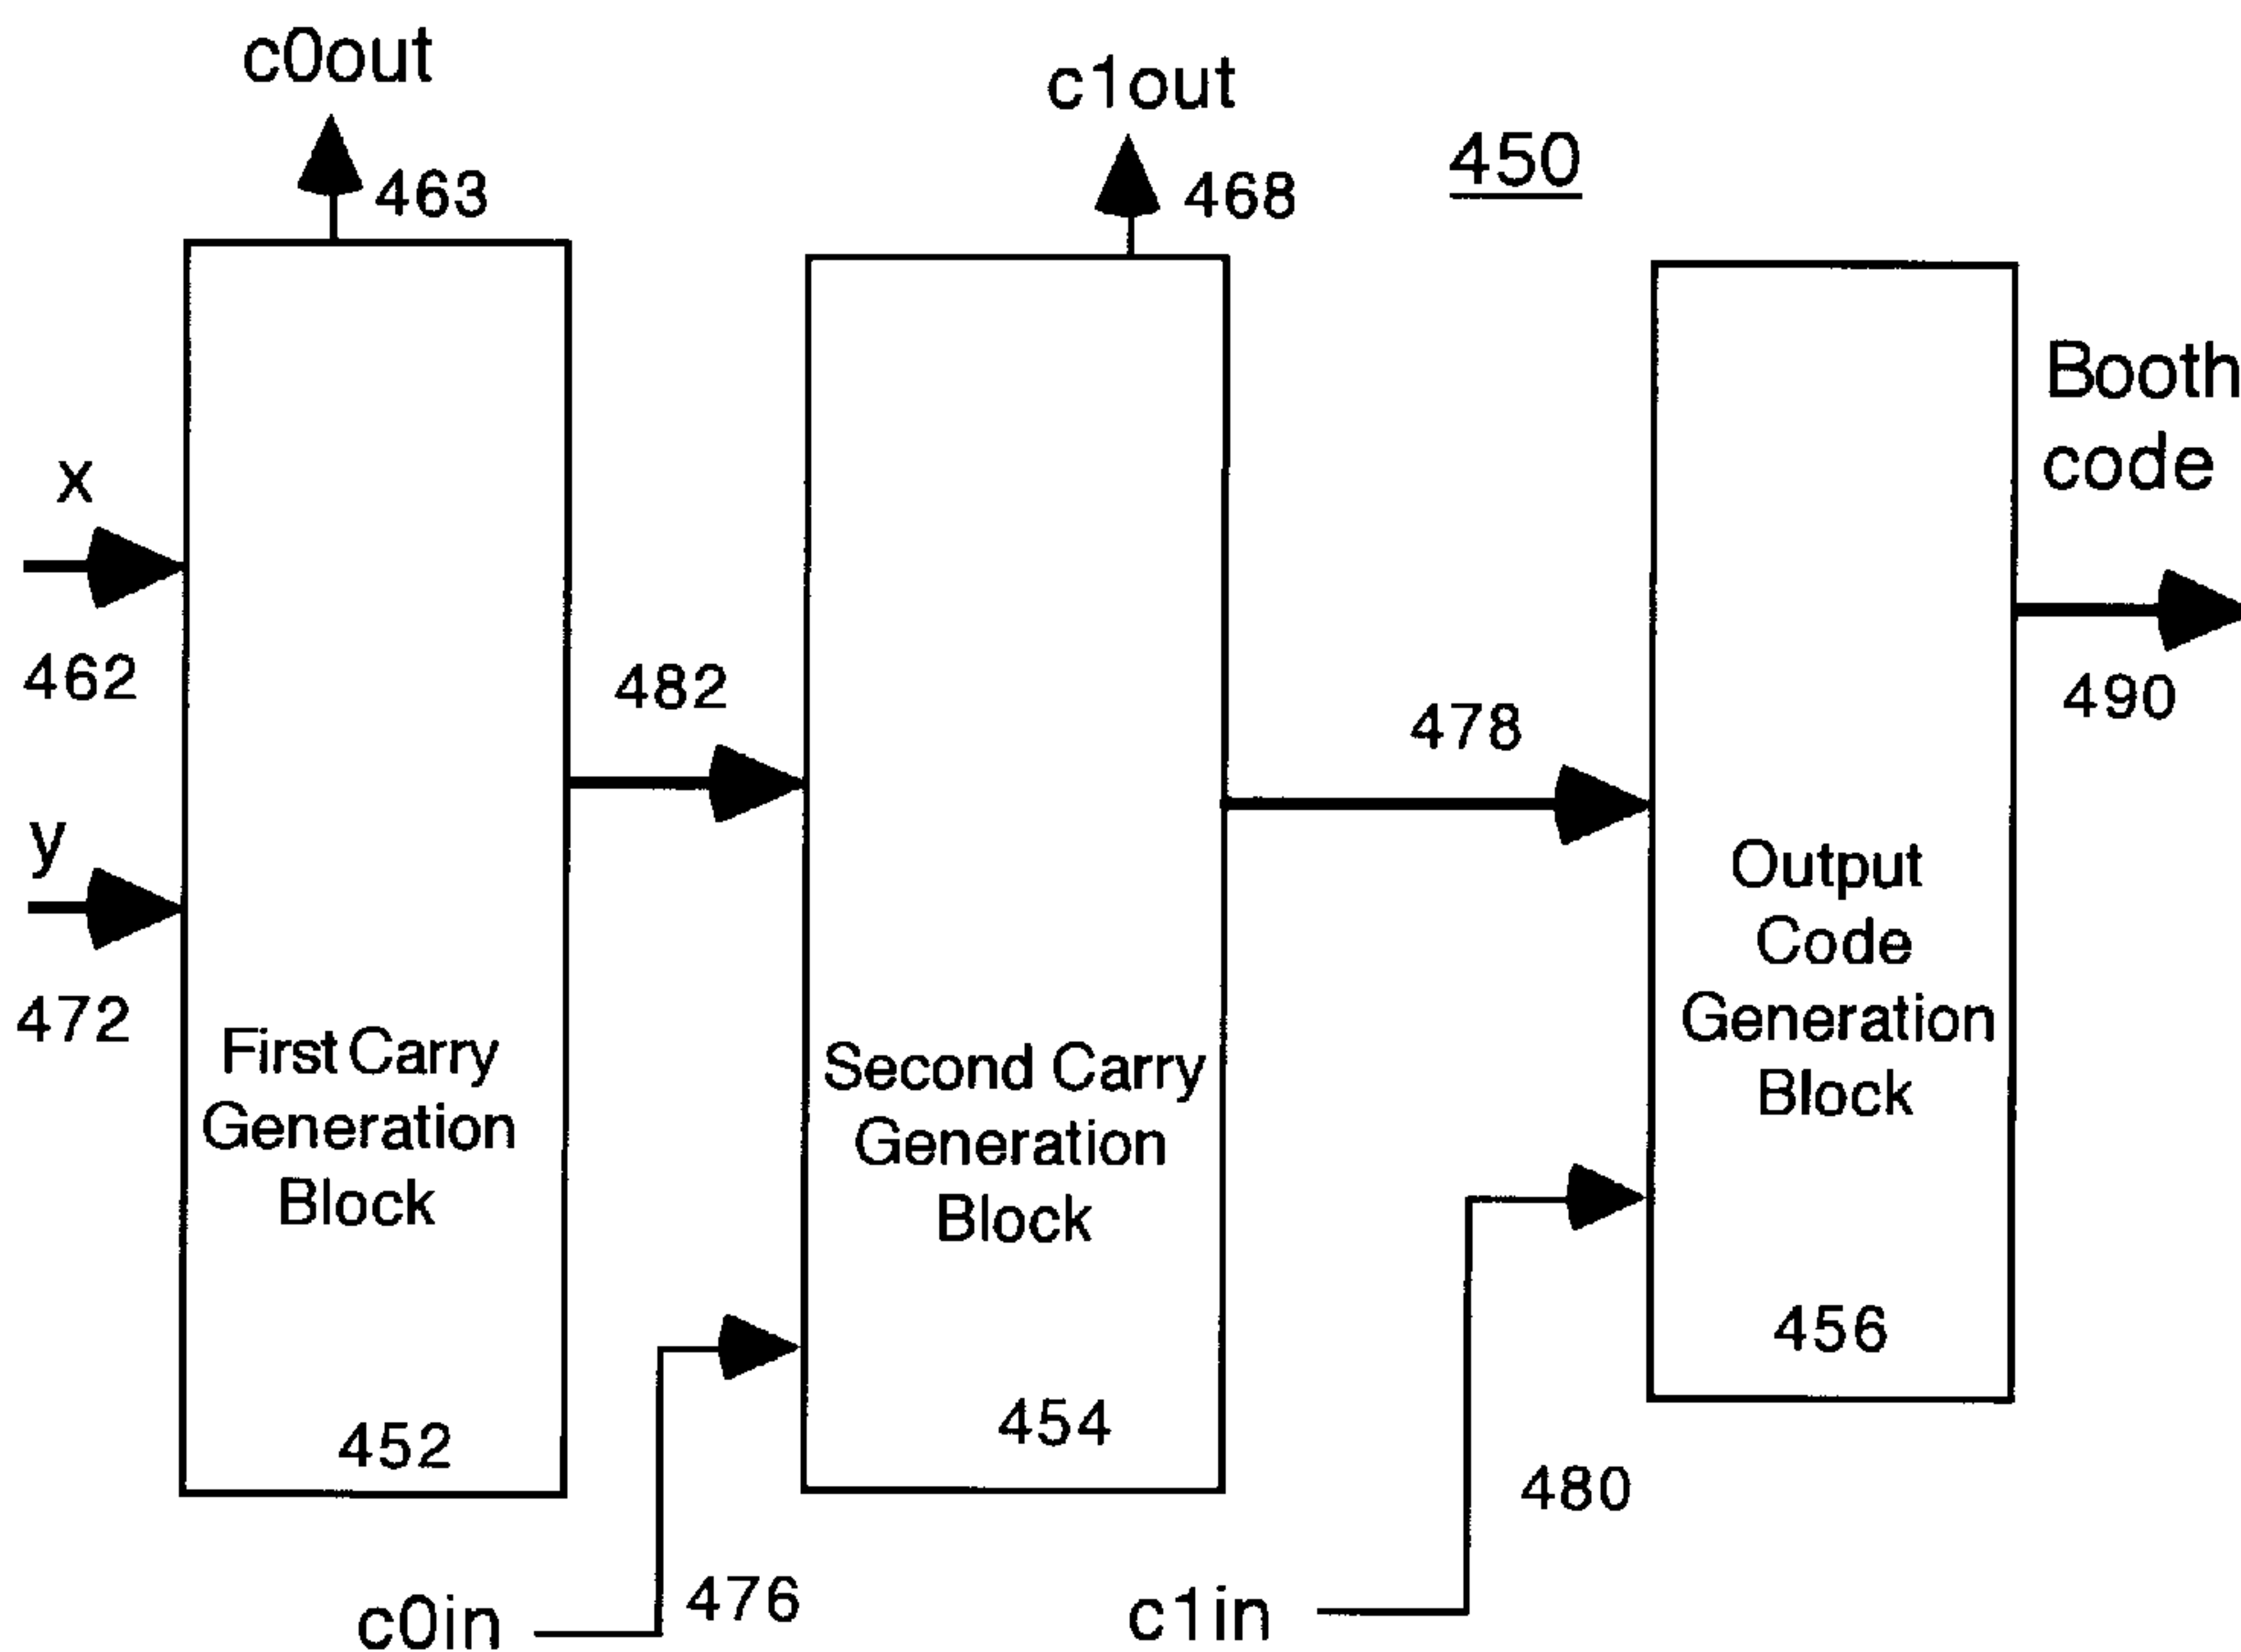 c0out
463
c1out
468
450
x
462
y
472
482
478
Booth
code
490
First Carry
Generation
Block
452
Second Carry
Generation
Block
454
Output
Code
Generation
Block
456
c0in
476
c1in
480